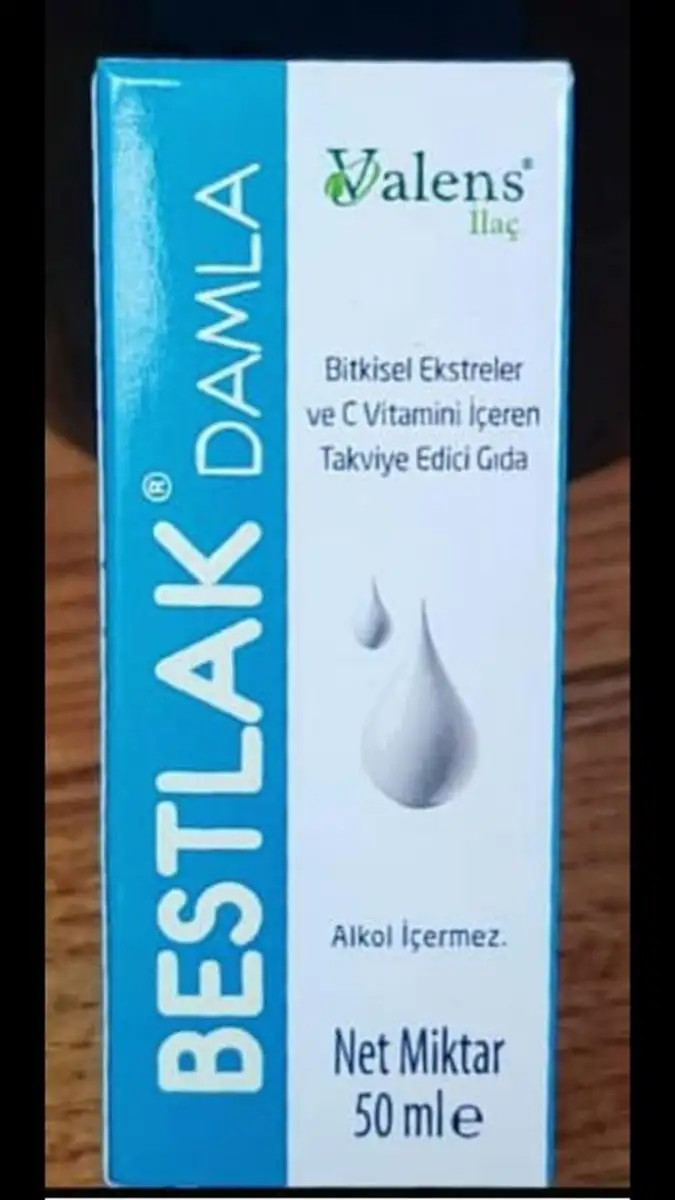 BESTLAK® DAMLA
Valens®
İlaç
Bitkisel Ekstreler
ve C Vitamini İçeren
Takviye Edici Gıda
Alkol İçermez.
Net Miktar
50 ml e